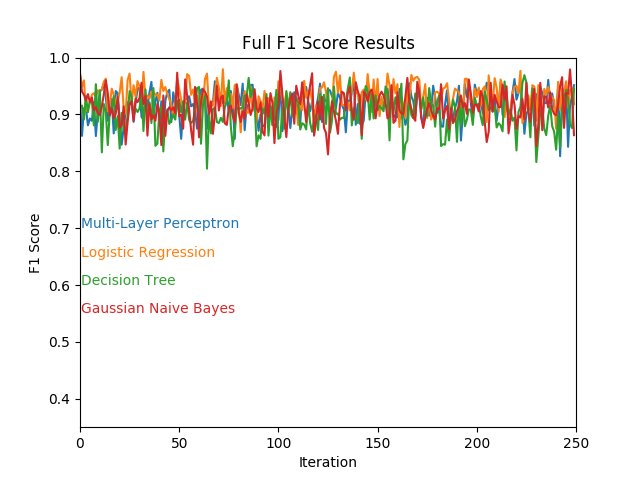 Full F1 Score Results
1.0
0.9
0.8
0.7
0.6
0.5
0.4
F1 Score
Multi-Layer Perceptron
Logistic Regression
Decision Tree
Gaussian Naive Bayes
0 50 100 150 200 250
Iteration